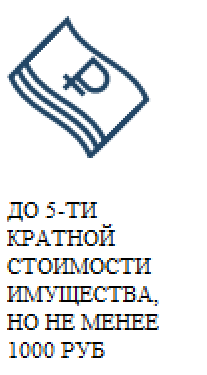 ДО 5-ТИ
КРАТНОЙ
СТОИМОСТИ
ИМУЩЕСТВА,
НО НЕ МЕНЕЕ
1000 РУБ